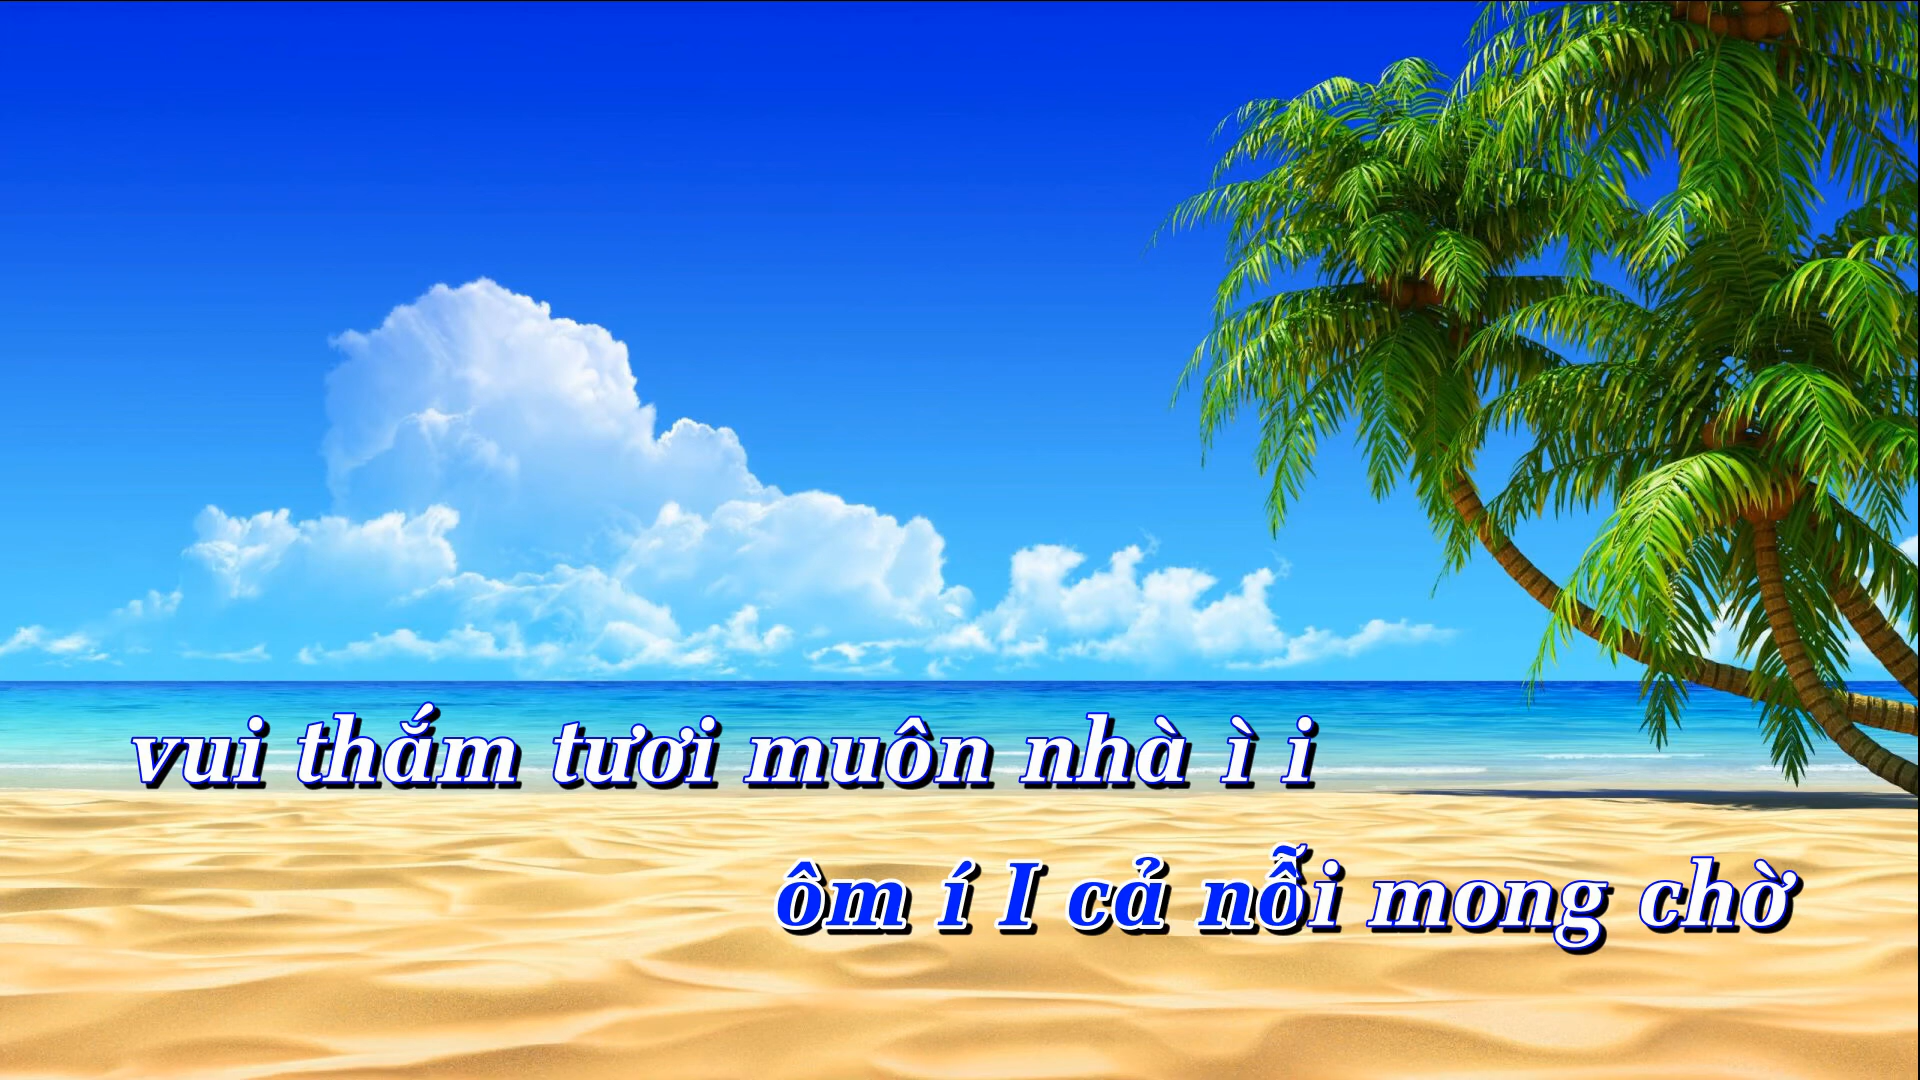 vui thắm tươi muôn nhà ì i
ôm í I cả nỗi mong chờ